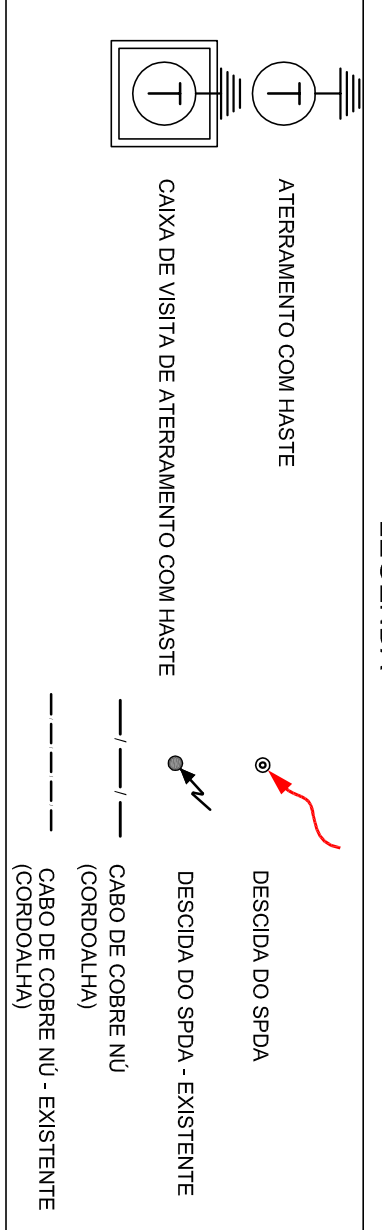 LEGENDA
T
ATERRAMENTO COM HASTE
T
CAIXA DE VISITA DE ATERRAMENTO COM HASTE
DESCIDA DO SPDA
DESCIDA DO SPDA - EXISTENTE
CABO DE COBRE NÚ
(CORDOALHA)
CABO DE COBRE NÚ - EXISTENTE
(CORDOALHA)